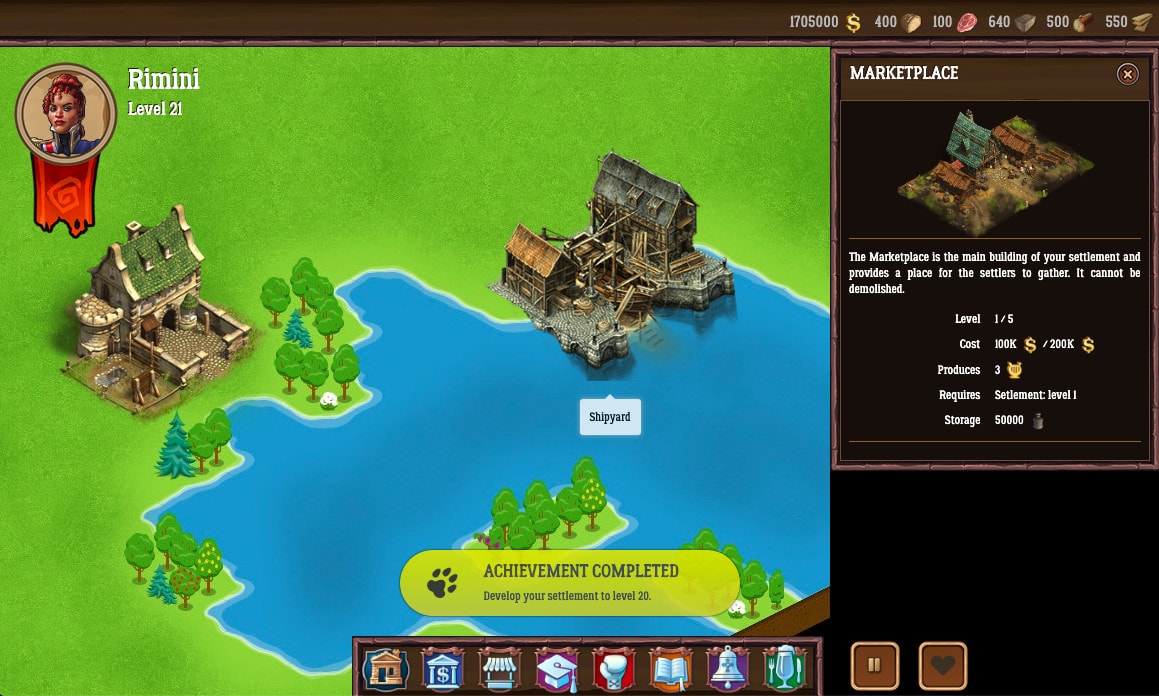 1705000 400 100 640 500 550
Rimini
Level 21
MARKETPLACE
The Marketplace is the main building of your settlement and
provides a place for the settlers to gather. It cannot be
demolished.
Level 1 / 5
Cost 100K $ / 200K $
Produces 3
Requires Setlement: level 1
Storage 50000
Shipyard
ACHIEVEMENT COMPLETED
Develop your settlement to level 20.
$